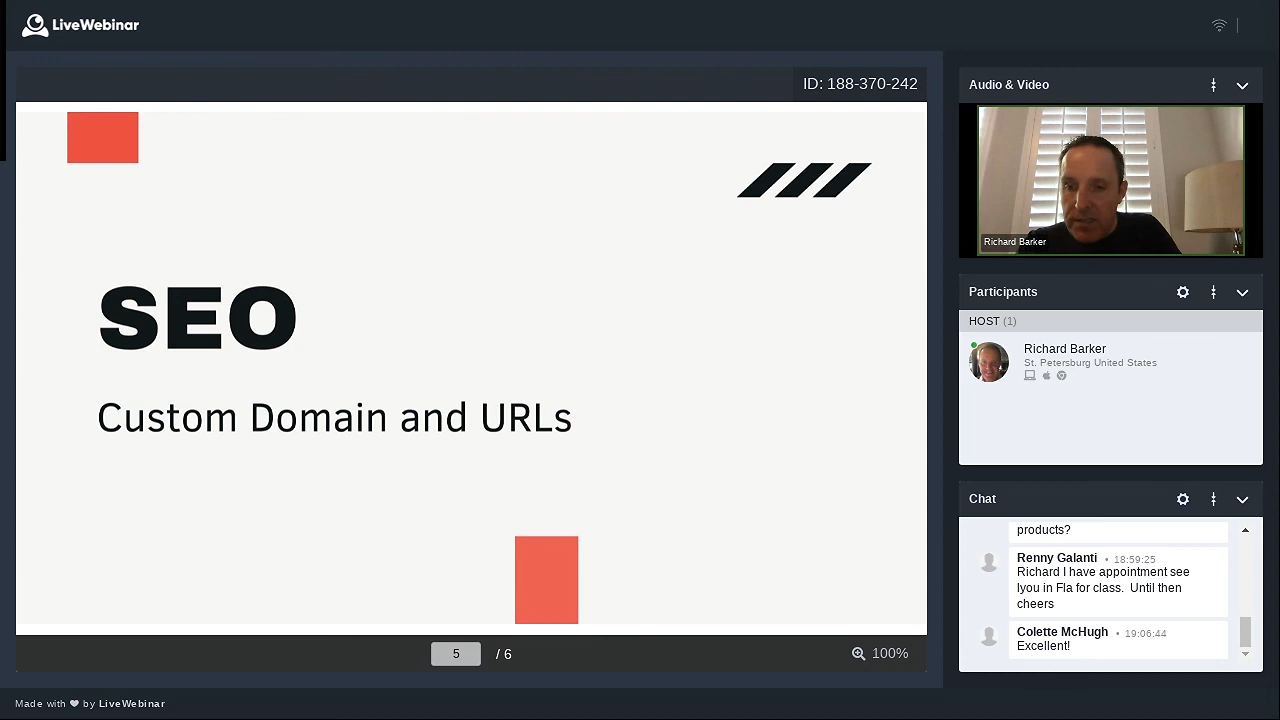 LiveWebinar
ID: 188-370-242
SEO
Custom Domain and URLs
5 / 6
100%
Audio & Video
Richard Barker
Participants
HOST (1)
Richard Barker
St. Petersburg United States
Chat
products?
Renny Galanti • 18:59:25
Richard I have appointment see
Iyou in Fla for class. Until then
cheers
Colette McHugh • 19:06:44
Excellent!
Made with ❤ by LiveWebinar